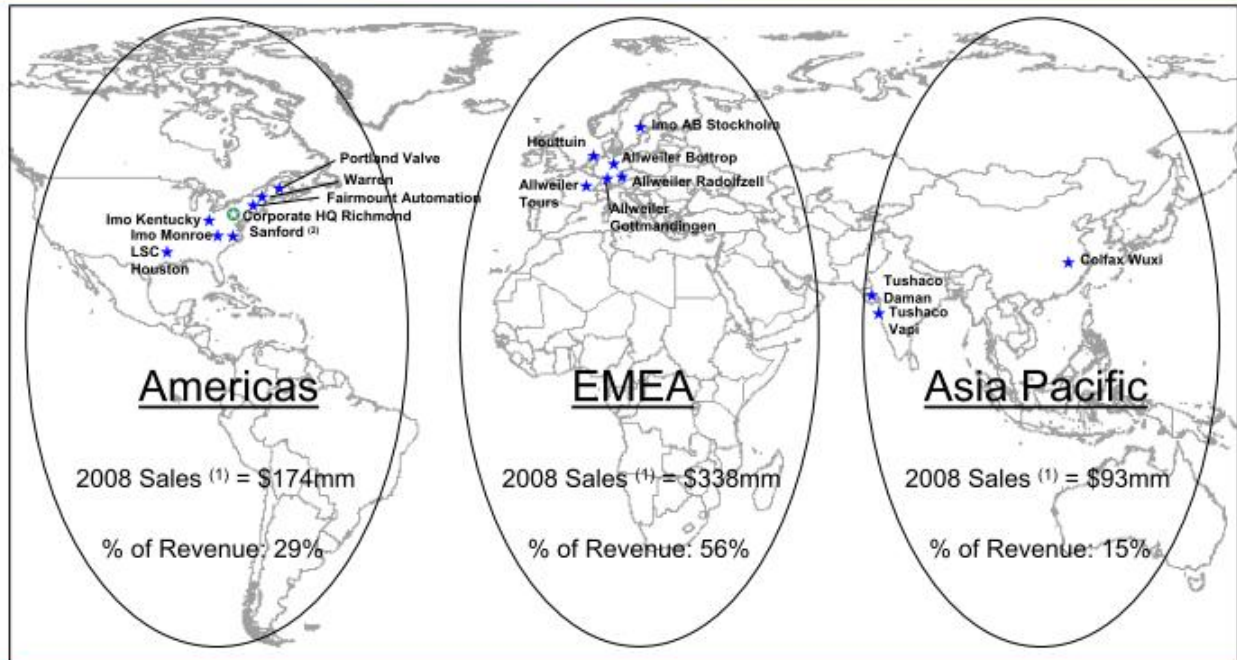 Portland Valve
Warren
Fairmount Automation
Imo Kentucky
Corporate HQ Richmond
Imo Monroe
Sanford (2)
LSC
Houston
Americas
2008 Sales (1) = $174mm
% of Revenue: 29%
Imo AB Stockholm
Houttuin
Allweiler Bottrop
Allweiler
Tours
Allweiler Radolfzell
Allweiler
Gottmandingen
EMEA
2008 Sales (1) = $338mm
% of Revenue: 56%
Colfax Wuxi
Tushaco
Daman
Tushaco
Vapi
Asia Pacific
2008 Sales (1) = $93mm
% of Revenue: 15%